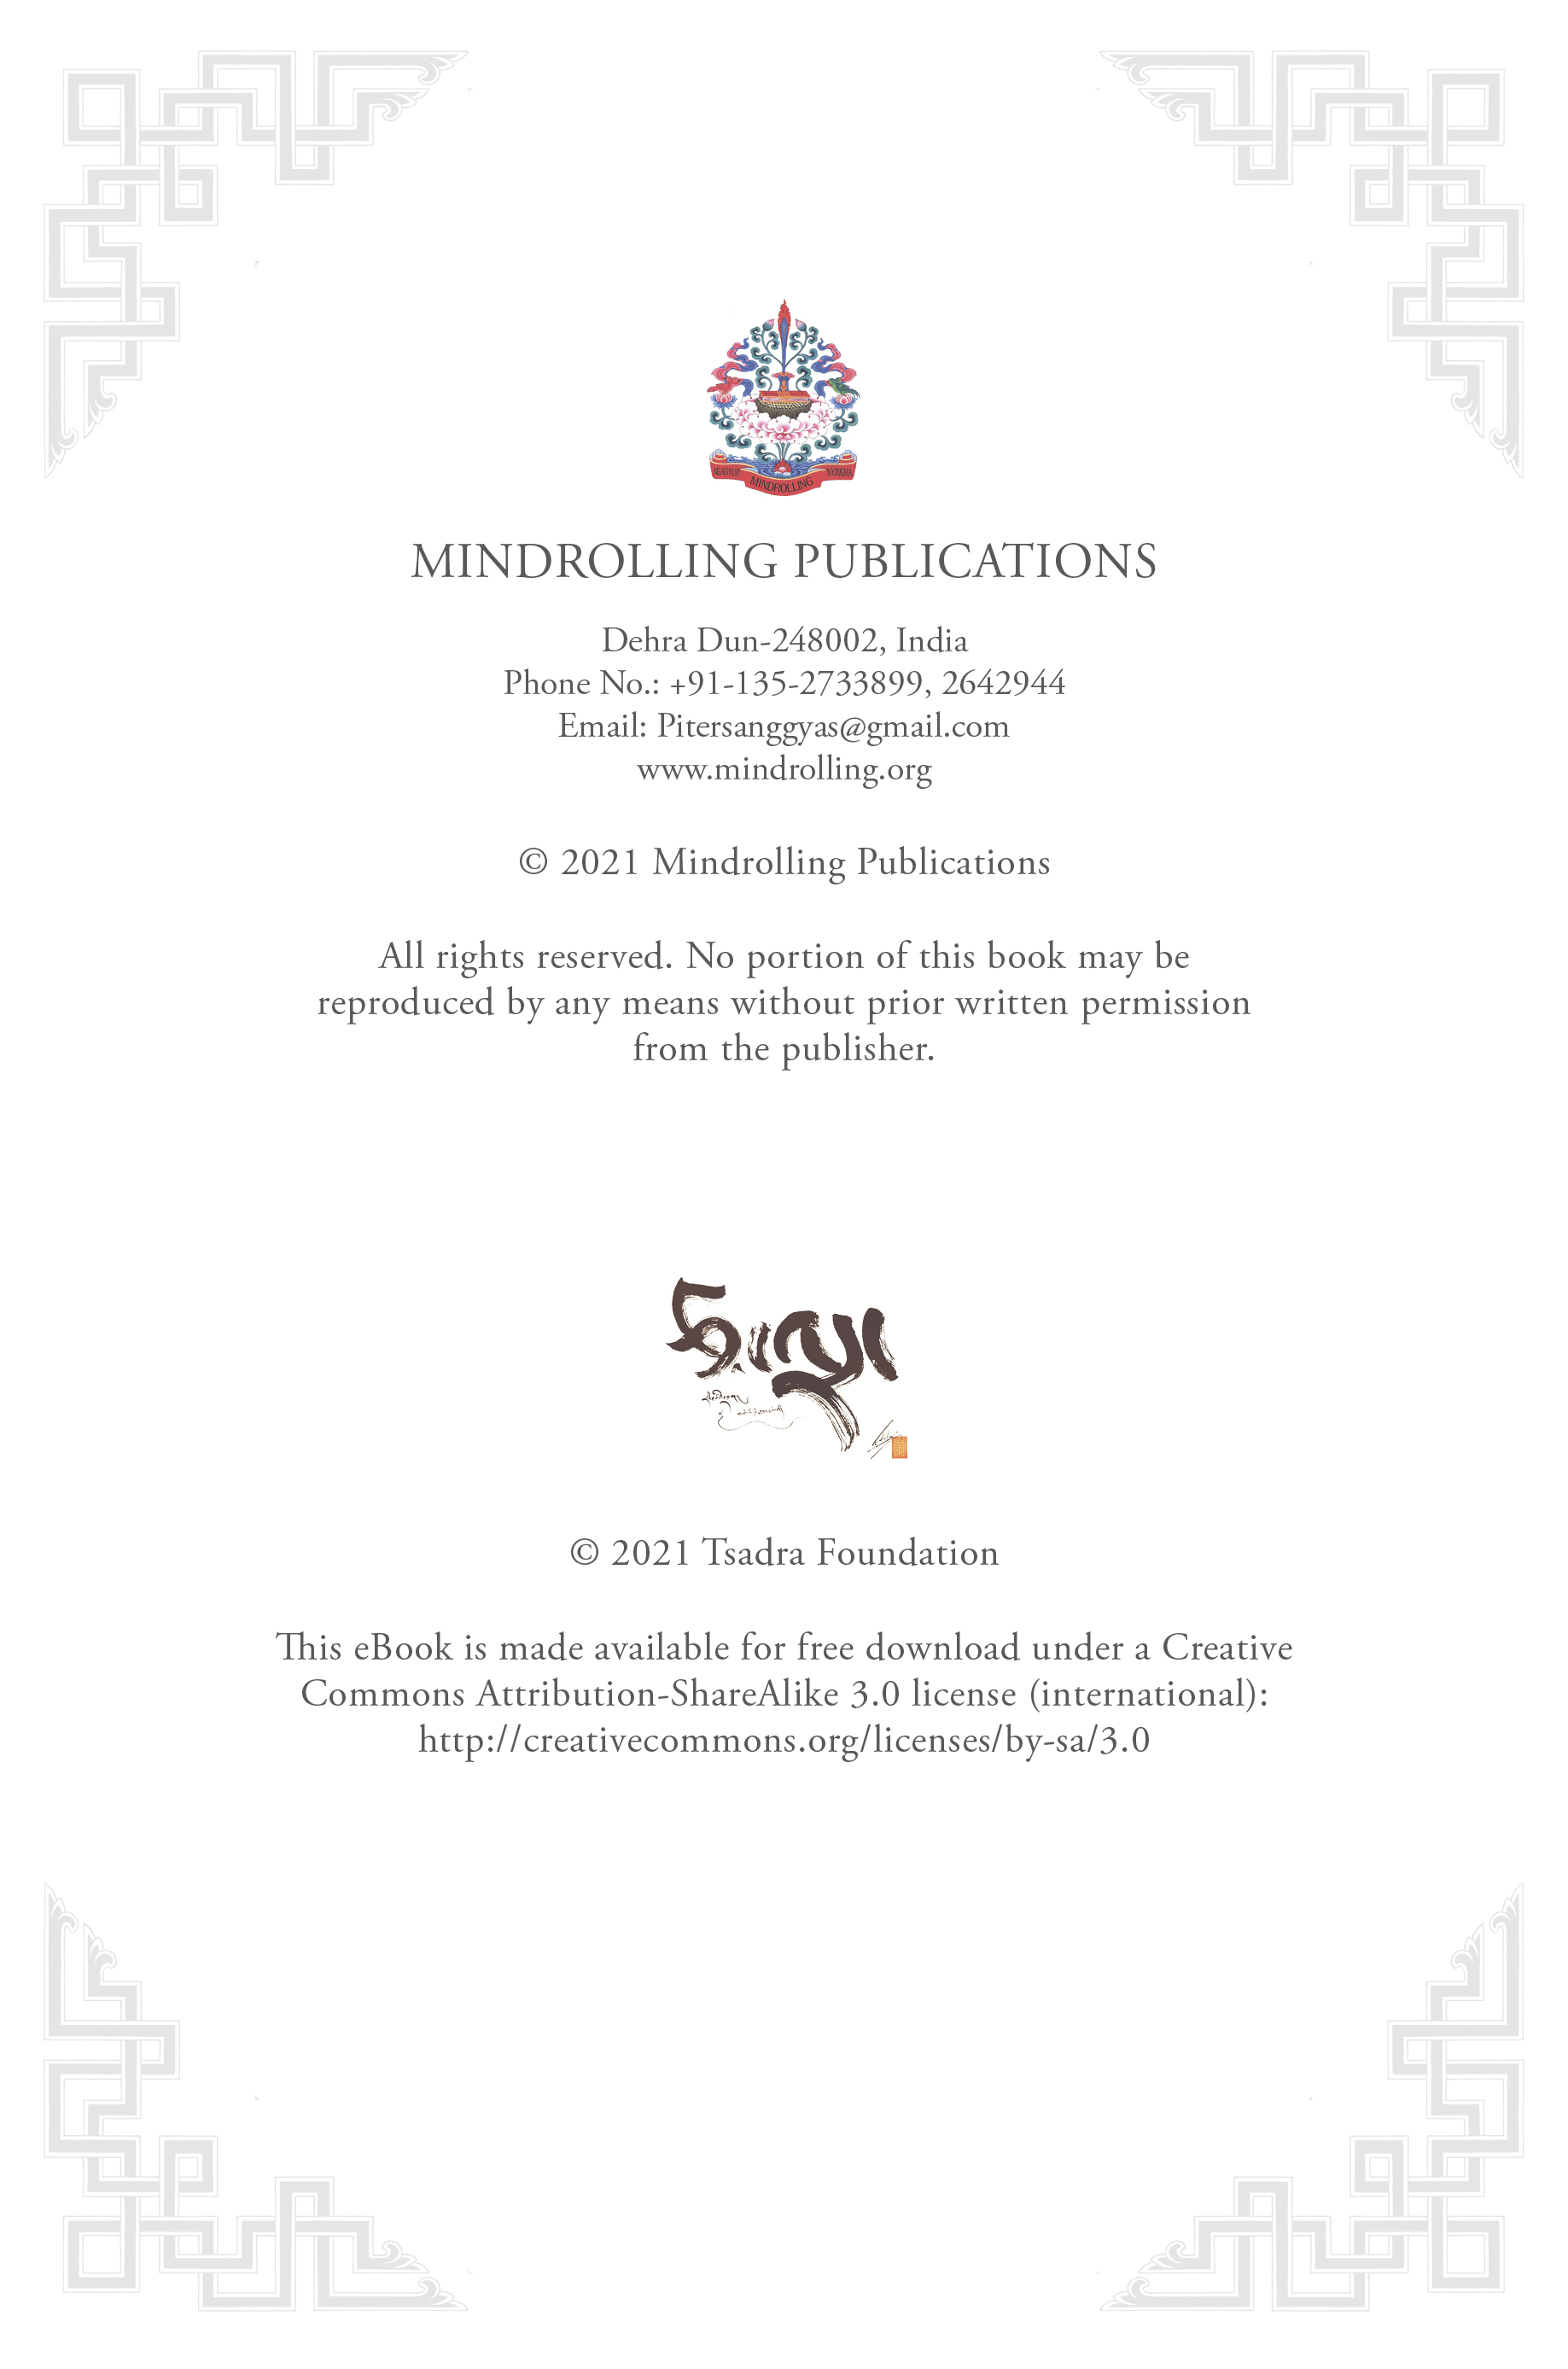 NGAGYUR MINDROLLING NYINGMA
MINDROLLING PUBLICATIONS
Dehra Dun-248002, India
Phone No.: +91-135-2733899, 2642944
Email: Pitersanggyas@gmail.com
www.mindrolling.org
© 2021 Mindrolling Publications
All rights reserved. No portion of this book may be
reproduced by any means without prior written permission
from the publisher.
© 2021 Tsadra Foundation
This eBook is made available for free download under a Creative
Commons Attribution-ShareAlike 3.0 license (international):
http://creativecommons.org/licenses/by-sa/3.0